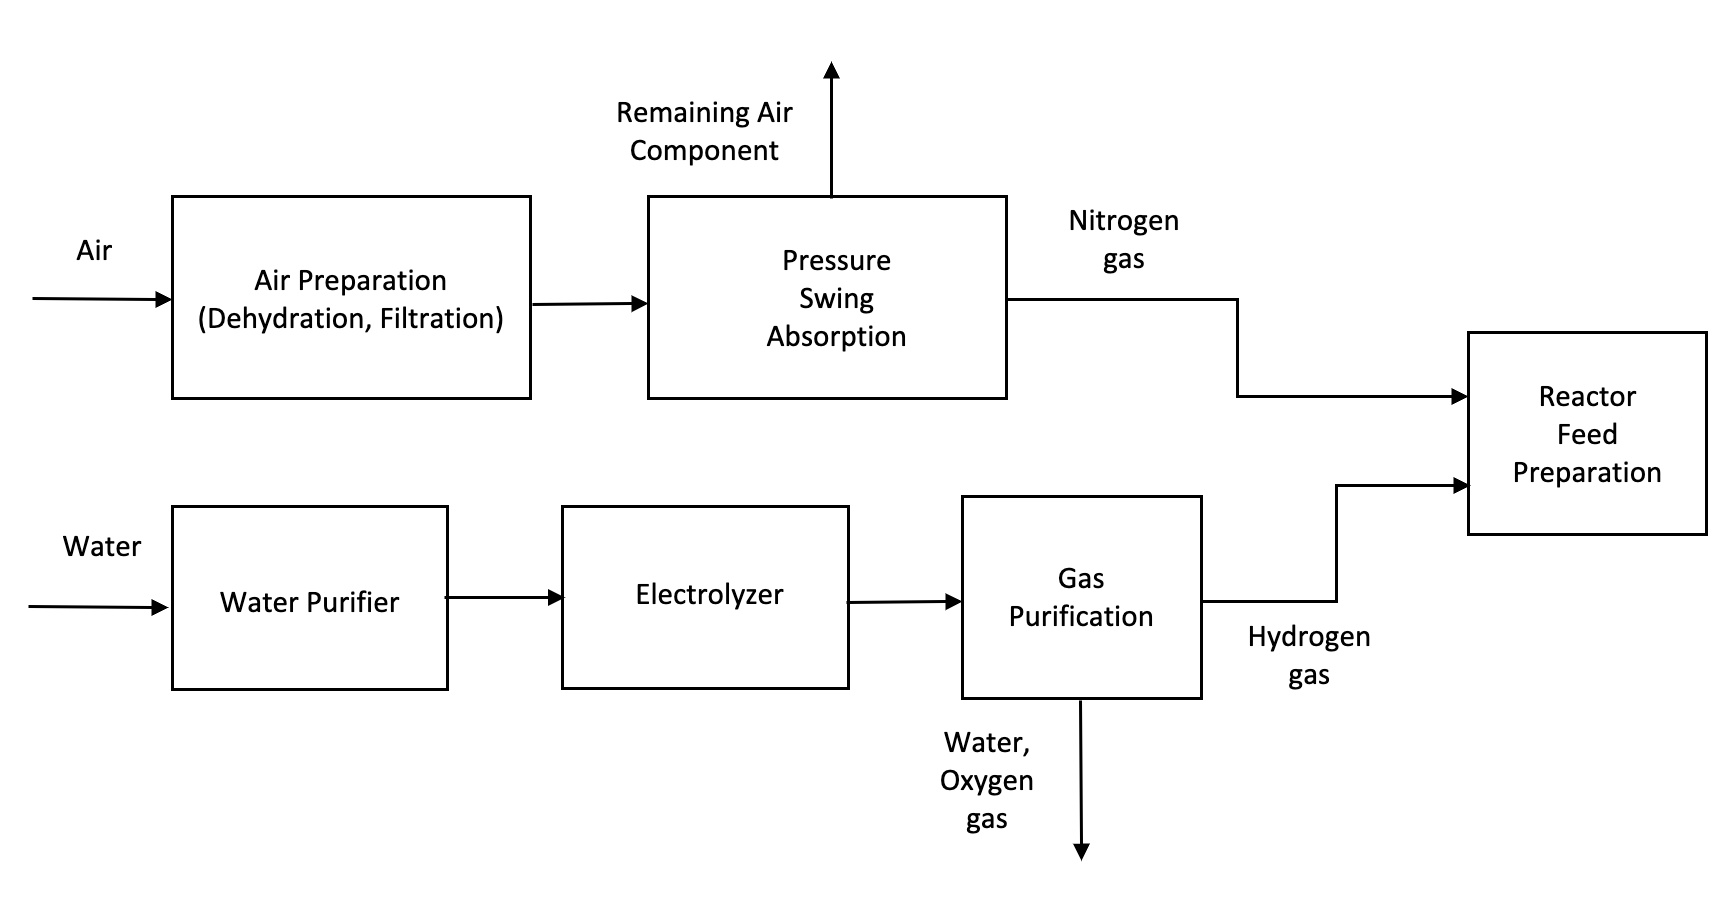 Remaining Air
Component
Air
Air Preparation
(Dehydration, Filtration)
Pressure
Swing
Absorption
Nitrogen
gas
Reactor
Feed
Preparation
Water
Water Purifier
Electrolyzer
Gas
Purification
Hydrogen
gas
Water,
Oxygen
gas